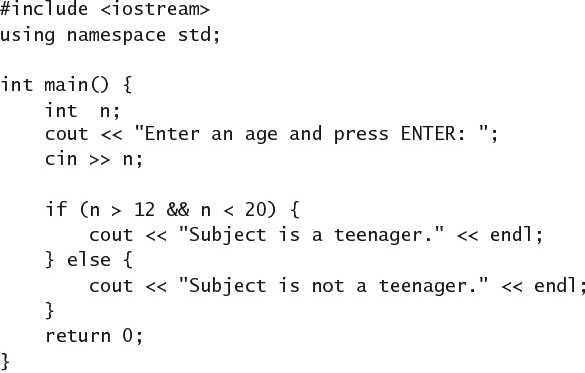 #include <iostream>
using namespace std;
int main() {
    int  n;
    cout << "Enter an age and press ENTER: ";
    cin >> n;
    if (n > 12 && n < 20) {
        cout << "Subject is a teenager." << endl;
    } else {
        cout << "Subject is not a teenager." << endl;
    }
    return 0;
}